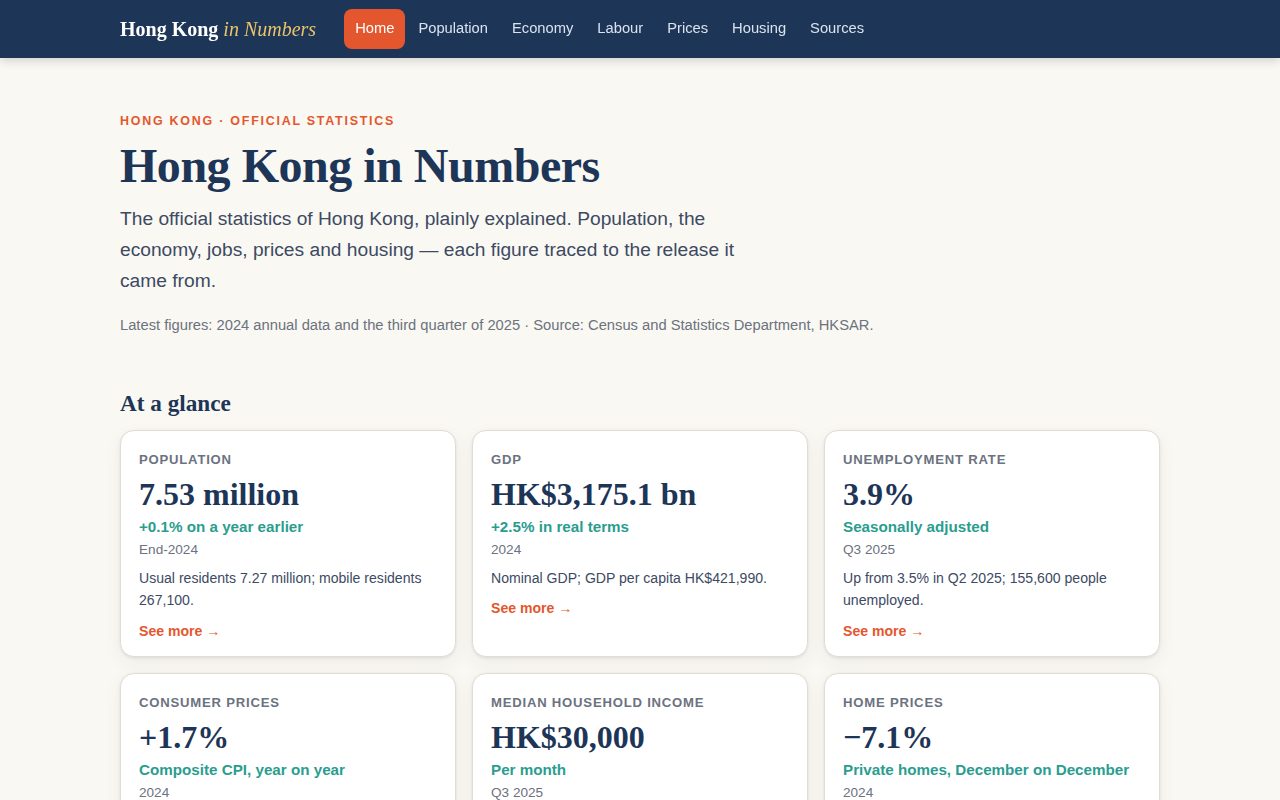 Hong Kong in Numbers
Home
Population
Economy
Labour
Prices
Housing
Sources
HONG KONG · OFFICIAL STATISTICS
Hong Kong in Numbers
The official statistics of Hong Kong, plainly explained. Population, the
economy, jobs, prices and housing — each figure traced to the release it
came from.
Latest figures: 2024 annual data and the third quarter of 2025 · Source: Census and Statistics Department, HKSAR.
At a glance
POPULATION
7.53 million
+0.1% on a year earlier
End-2024
Usual residents 7.27 million; mobile residents
267,100.
See more →
GDP
HK$3,175.1 bn
+2.5% in real terms
2024
Nominal GDP; GDP per capita HK$421,990.
See more →
UNEMPLOYMENT RATE
3.9%
Seasonally adjusted
Q3 2025
Up from 3.5% in Q2 2025; 155,600 people
unemployed.
See more →
CONSUMER PRICES
+1.7%
Composite CPI, year on year
2024
MEDIAN HOUSEHOLD INCOME
HK$30,000
Per month
Q3 2025
HOME PRICES
−7.1%
Private homes, December on December
2024